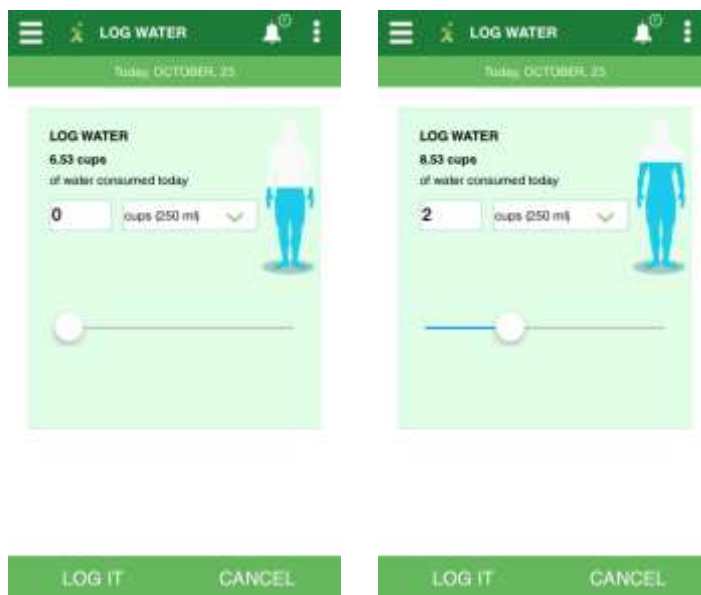 LOG WATER
Today, OCTOBER, 25
LOG WATER
6.53 cups
of water consumed today
0 cups (250 ml)
LOG IT CANCEL
LOG WATER
Today, OCTOBER, 25
LOG WATER
8.53 cups
of water consumed today
2 cups (250 ml)
LOG IT CANCEL